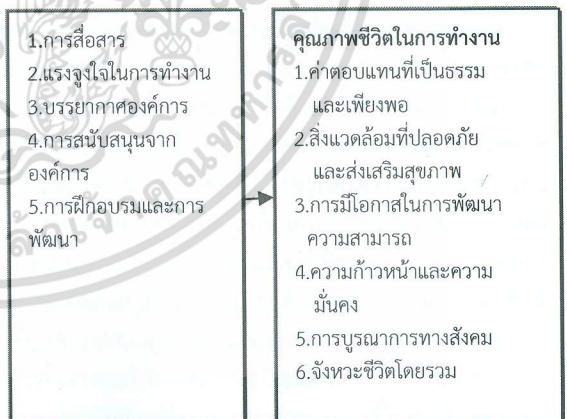 1.การสื่อสาร
2.แรงจูงใจในการทำงาน
3.บรรยากาศองค์การ
4.การสนับสนุนจาก
องค์การ
5.การฝึกอบรมและการ
พัฒนา
คุณภาพชีวิตในการทำงาน
1.ค่าตอบแทนที่เป็นธรรม
และเพียงพอ
2.สิ่งแวดล้อมที่ปลอดภัย
และส่งเสริมสุขภาพ
3.การมีโอกาสในการพัฒนา
ความสามารถ
4.ความก้าวหน้าและความ
มั่นคง
5.การบูรณาการทางสังคม
6.จังหวะชีวิตโดยรวม